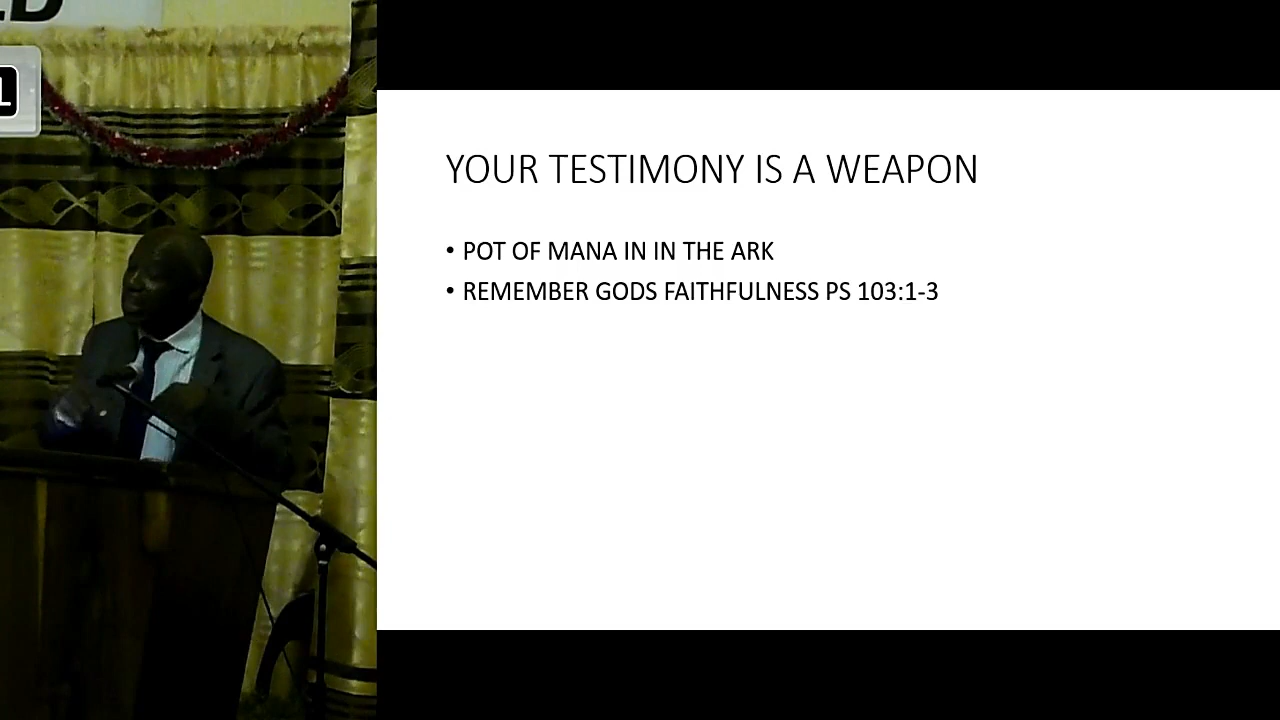 YOUR TESTIMONY IS A WEAPON
• POT OF MANA IN IN THE ARK
• REMEMBER GODS FAITHFULNESS PS 103:1-3